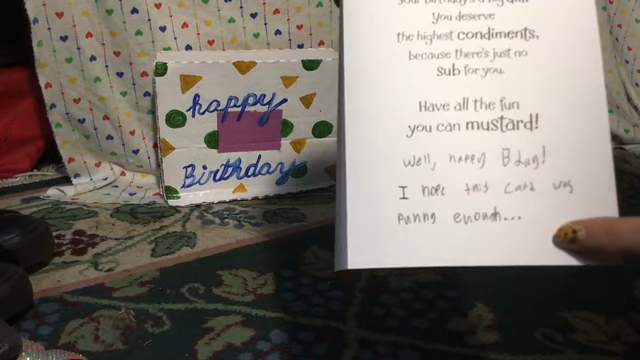 happy
Birthday
You deserve
the highest condiments,
because there's just no
sub for you.
Have all the fun
you can mustard!
Well, happy Bday!
I hope this card was
punny enough...